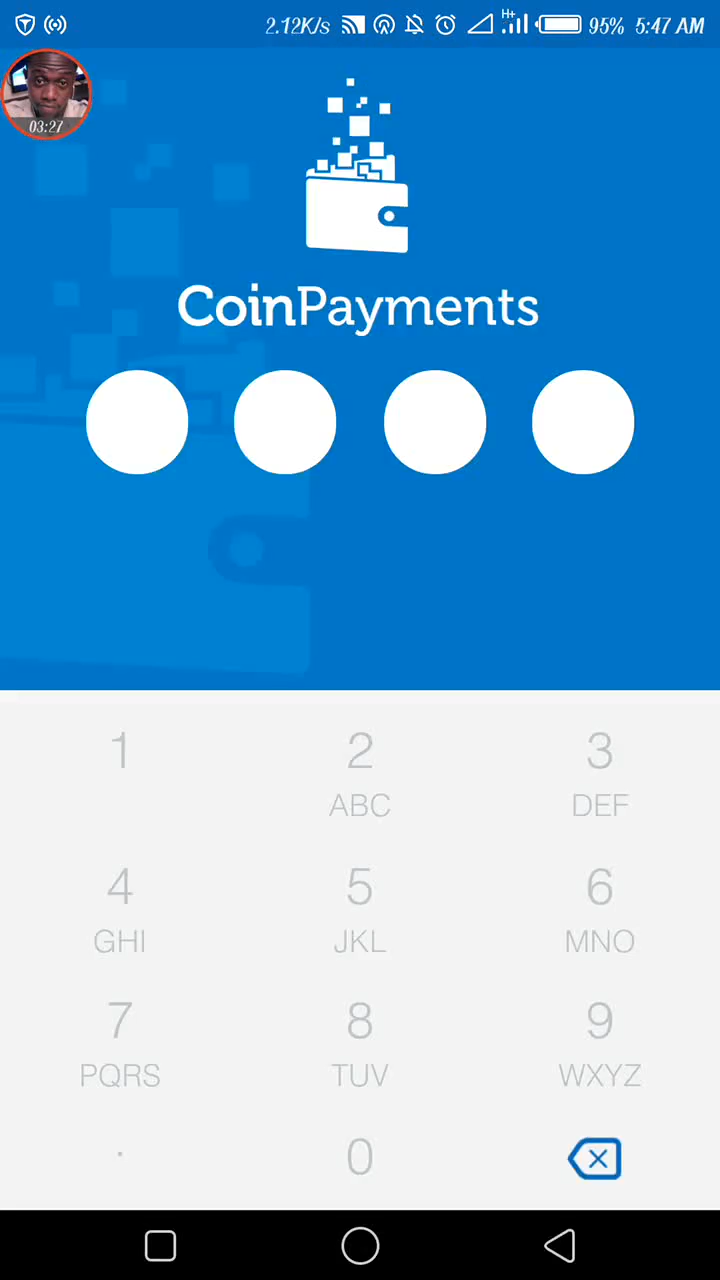 2.12K/s H+ 95% 5:47 AM
03:27
CoinPayments
1 2 3
ABC DEF
4 5 6
GHI JKL MNO
7 8 9
PQRS TUV WXYZ
. 0